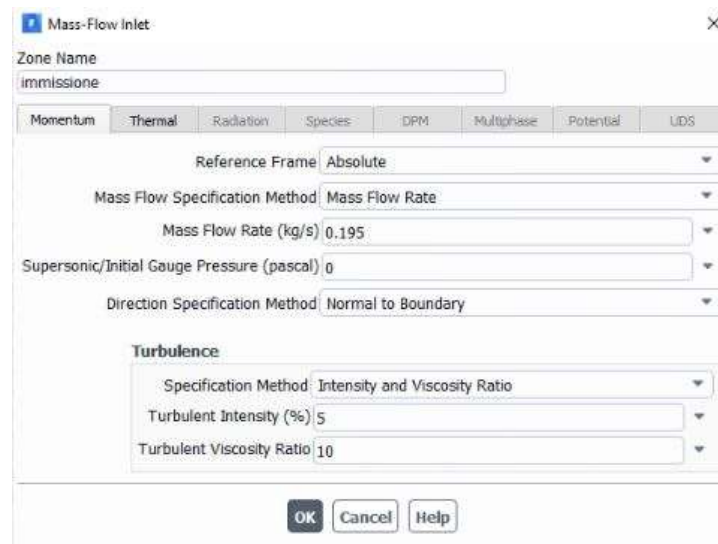 Mass-Flow Inlet
Zone Name
immissione
Momentum Thermal Radiation Species DPM Multiphase Potential UDS
Reference Frame Absolute
Mass Flow Specification Method Mass Flow Rate
Mass Flow Rate (kg/s) 0.195
Supersonic/Initial Gauge Pressure (pascal) 0
Direction Specification Method Normal to Boundary
Turbulence
Specification Method Intensity and Viscosity Ratio
Turbulent Intensity (%) 5
Turbulent Viscosity Ratio 10
OK Cancel Help